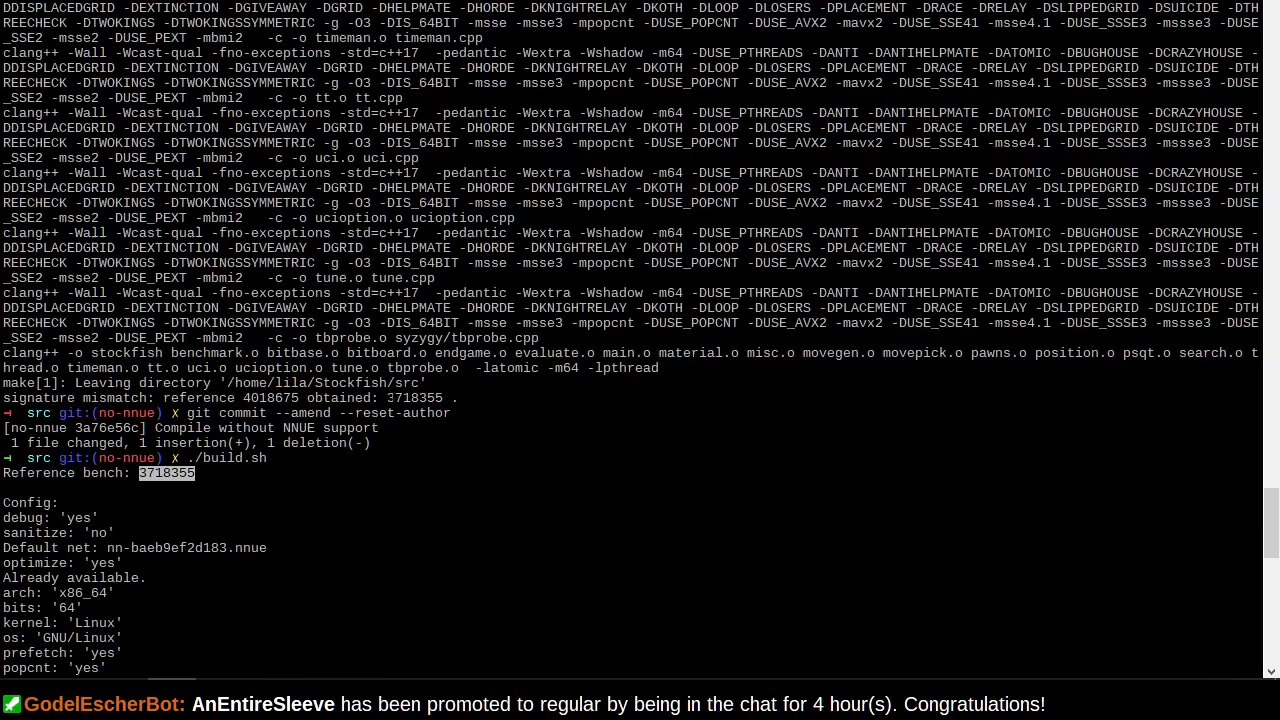 DDISPLACEDGRID -DEXTINCTION -DGIVEAWAY -DGRID -DHELPMATE -DHORDE -DKNIGHTRELAY -DKOTH -DLOOP -DLOSERS -DPLACEMENT -DRACE -DRELAY -DSLIPPEDGRID -DSUICIDE -DTH
REECHECK -DTWOKINGS -DTWOKINGSSYMMETRIC -g -O3 -DIS_64BIT -msse -msse3 -mpopcnt -DUSE_POPCNT -DUSE_AVX2 -mavx2 -DUSE_SSE41 -msse4.1 -DUSE_SSSE3 -mssse3 -DUSE
_SSE2 -msse2 -DUSE_PEXT -mbmi2   -c -o timeman.o timeman.cpp
clang++ -Wall -Wcast-qual -fno-exceptions -std=c++17  -pedantic -Wextra -Wshadow -m64 -DUSE_PTHREADS -DANTI -DANTIHELPMATE -DATOMIC -DBUGHOUSE -DCRAZYHOUSE -
DDISPLACEDGRID -DEXTINCTION -DGIVEAWAY -DGRID -DHELPMATE -DHORDE -DKNIGHTRELAY -DKOTH -DLOOP -DLOSERS -DPLACEMENT -DRACE -DRELAY -DSLIPPEDGRID -DSUICIDE -DTH
REECHECK -DTWOKINGS -DTWOKINGSSYMMETRIC -g -O3 -DIS_64BIT -msse -msse3 -mpopcnt -DUSE_POPCNT -DUSE_AVX2 -mavx2 -DUSE_SSE41 -msse4.1 -DUSE_SSSE3 -mssse3 -DUSE
_SSE2 -msse2 -DUSE_PEXT -mbmi2   -c -o tt.o tt.cpp
clang++ -Wall -Wcast-qual -fno-exceptions -std=c++17  -pedantic -Wextra -Wshadow -m64 -DUSE_PTHREADS -DANTI -DANTIHELPMATE -DATOMIC -DBUGHOUSE -DCRAZYHOUSE -
DDISPLACEDGRID -DEXTINCTION -DGIVEAWAY -DGRID -DHELPMATE -DHORDE -DKNIGHTRELAY -DKOTH -DLOOP -DLOSERS -DPLACEMENT -DRACE -DRELAY -DSLIPPEDGRID -DSUICIDE -DTH
REECHECK -DTWOKINGS -DTWOKINGSSYMMETRIC -g -O3 -DIS_64BIT -msse -msse3 -mpopcnt -DUSE_POPCNT -DUSE_AVX2 -mavx2 -DUSE_SSE41 -msse4.1 -DUSE_SSSE3 -mssse3 -DUSE
_SSE2 -msse2 -DUSE_PEXT -mbmi2   -c -o uci.o uci.cpp
clang++ -Wall -Wcast-qual -fno-exceptions -std=c++17  -pedantic -Wextra -Wshadow -m64 -DUSE_PTHREADS -DANTI -DANTIHELPMATE -DATOMIC -DBUGHOUSE -DCRAZYHOUSE -
DDISPLACEDGRID -DEXTINCTION -DGIVEAWAY -DGRID -DHELPMATE -DHORDE -DKNIGHTRELAY -DKOTH -DLOOP -DLOSERS -DPLACEMENT -DRACE -DRELAY -DSLIPPEDGRID -DSUICIDE -DTH
REECHECK -DTWOKINGS -DTWOKINGSSYMMETRIC -g -O3 -DIS_64BIT -msse -msse3 -mpopcnt -DUSE_POPCNT -DUSE_AVX2 -mavx2 -DUSE_SSE41 -msse4.1 -DUSE_SSSE3 -mssse3 -DUSE
_SSE2 -msse2 -DUSE_PEXT -mbmi2   -c -o ucioption.o ucioption.cpp
clang++ -Wall -Wcast-qual -fno-exceptions -std=c++17  -pedantic -Wextra -Wshadow -m64 -DUSE_PTHREADS -DANTI -DANTIHELPMATE -DATOMIC -DBUGHOUSE -DCRAZYHOUSE -
DDISPLACEDGRID -DEXTINCTION -DGIVEAWAY -DGRID -DHELPMATE -DHORDE -DKNIGHTRELAY -DKOTH -DLOOP -DLOSERS -DPLACEMENT -DRACE -DRELAY -DSLIPPEDGRID -DSUICIDE -DTH
REECHECK -DTWOKINGS -DTWOKINGSSYMMETRIC -g -O3 -DIS_64BIT -msse -msse3 -mpopcnt -DUSE_POPCNT -DUSE_AVX2 -mavx2 -DUSE_SSE41 -msse4.1 -DUSE_SSSE3 -mssse3 -DUSE
_SSE2 -msse2 -DUSE_PEXT -mbmi2   -c -o tune.o tune.cpp
clang++ -Wall -Wcast-qual -fno-exceptions -std=c++17  -pedantic -Wextra -Wshadow -m64 -DUSE_PTHREADS -DANTI -DANTIHELPMATE -DATOMIC -DBUGHOUSE -DCRAZYHOUSE -
DDISPLACEDGRID -DEXTINCTION -DGIVEAWAY -DGRID -DHELPMATE -DHORDE -DKNIGHTRELAY -DKOTH -DLOOP -DLOSERS -DPLACEMENT -DRACE -DRELAY -DSLIPPEDGRID -DSUICIDE -DTH
REECHECK -DTWOKINGS -DTWOKINGSSYMMETRIC -g -O3 -DIS_64BIT -msse -msse3 -mpopcnt -DUSE_POPCNT -DUSE_AVX2 -mavx2 -DUSE_SSE41 -msse4.1 -DUSE_SSSE3 -mssse3 -DUSE
_SSE2 -msse2 -DUSE_PEXT -mbmi2   -c -o tbprobe.o syzygy/tbprobe.cpp
clang++ -o stockfish benchmark.o bitbase.o bitboard.o endgame.o evaluate.o main.o material.o misc.o movegen.o movepick.o pawns.o position.o psqt.o search.o t
hread.o timeman.o tt.o uci.o ucioption.o tune.o tbprobe.o  -latomic -m64 -lpthread
make[1]: Leaving directory '/home/lila/Stockfish/src'
signature mismatch: reference 4018675 obtained: 3718355 .
src git:(no-nnue) ✗ git commit --amend --reset-author
[no-nnue 3a76e56c] Compile without NNUE support
 1 file changed, 1 insertion(+), 1 deletion(-)
src git:(no-nnue) ✗ ./build.sh
Reference bench: 3718355
Config:
debug: 'yes'
sanitize: 'no'
Default net: nn-baeb9ef2d183.nnue
optimize: 'yes'
Already available.
arch: 'x86_64'
bits: '64'
kernel: 'Linux'
os: 'GNU/Linux'
prefetch: 'yes'
popcnt: 'yes'
GodelEscherBot: AnEntireSleeve has been promoted to regular by being in the chat for 4 hour(s). Congratulations!